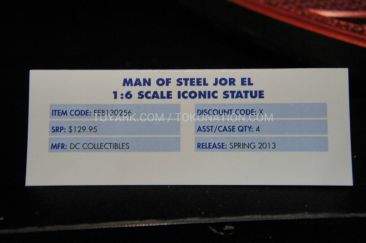 MAN OF STEEL JOR EL
1:6 SCALE ICONIC STATUE
ITEM CODE: FEB130256
DISCOUNT CODE: X
SRP: $129.95
ASST/CASE QTY: 4
MFR: DC COLLECTIBLES
RELEASE: SPRING 2013
TOYARK.COM / TOKONATION.COM